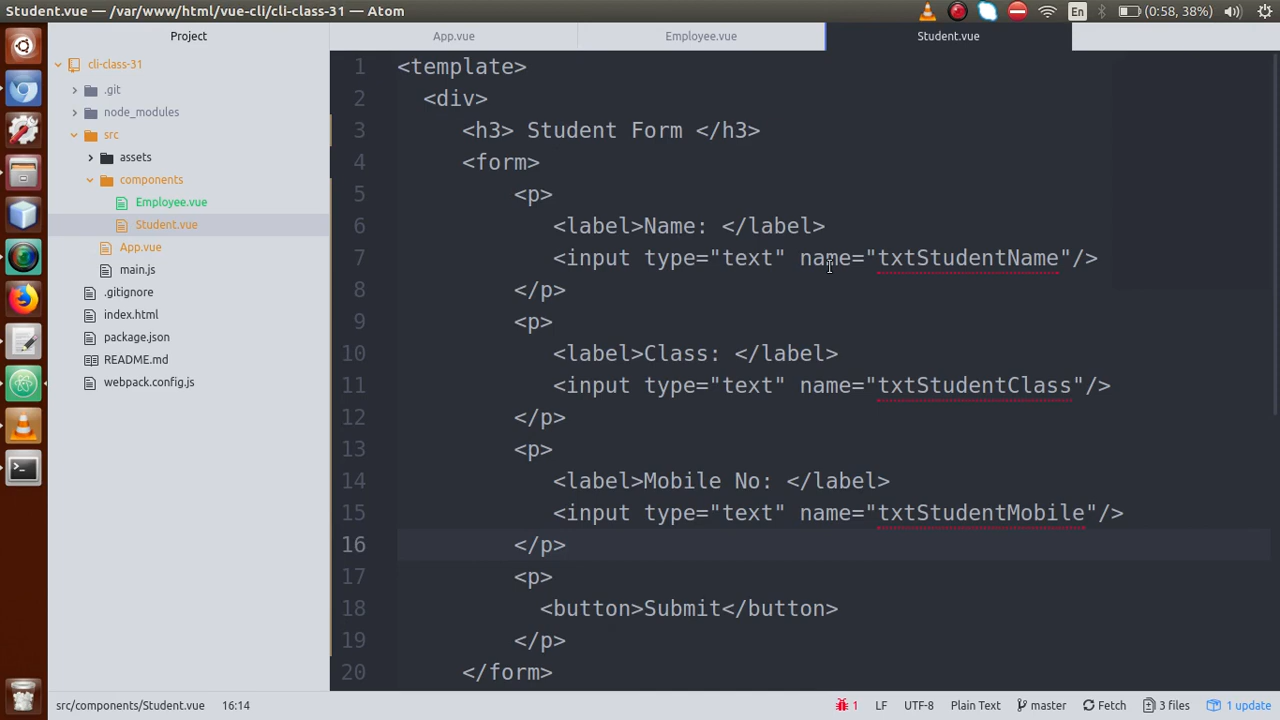 Student.vue — /var/www/html/vue-cli/cli-class-31 — Atom
En
(0:58, 38%)
Project
App.vue
Employee.vue
Student.vue
cli-class-31
.git
node_modules
src
assets
components
Employee.vue
Student.vue
App.vue
main.js
.gitignore
index.html
package.json
README.md
webpack.config.js
1 <template>
2 <div>
3 <h3> Student Form </h3>
4 <form>
5 <p>
6 <label>Name: </label>
7 <input type="text" name="txtStudentName"/>
8 </p>
9 <p>
10 <label>Class: </label>
11 <input type="text" name="txtStudentClass"/>
12 </p>
13 <p>
14 <label>Mobile No: </label>
15 <input type="text" name="txtStudentMobile"/>
16 </p>
17 <p>
18 <button>Submit</button>
19 </p>
20 </form>
src/components/Student.vue 16:14 1 LF UTF-8 Plain Text master Fetch 3 files 1 update